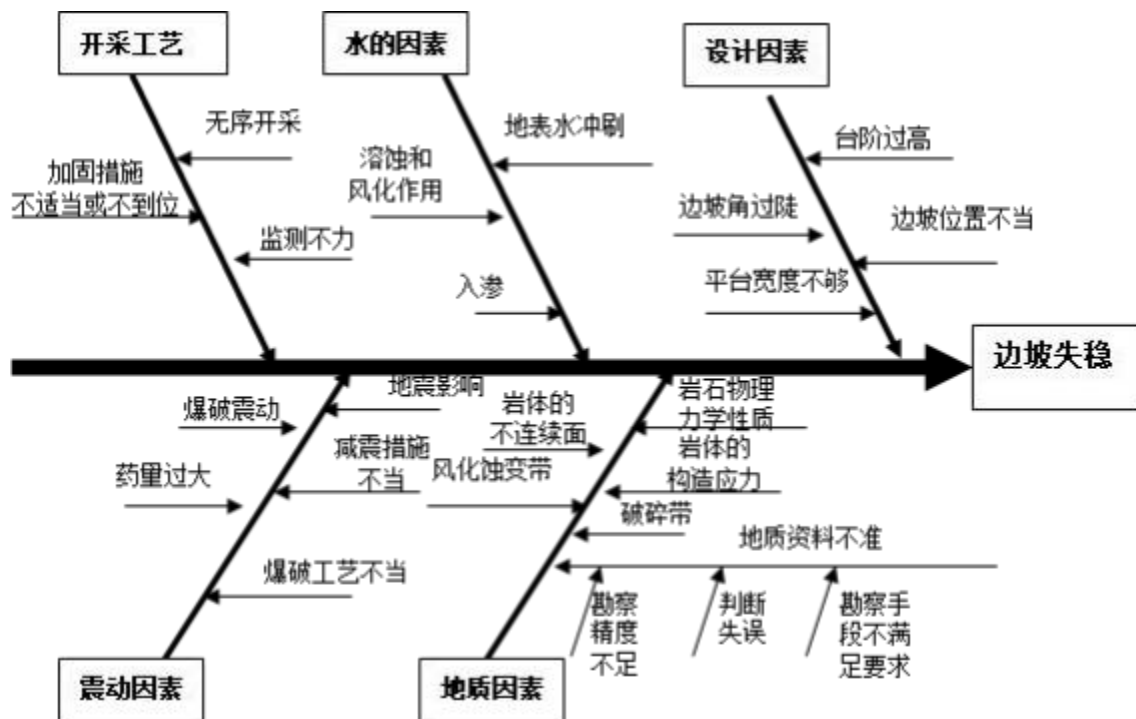 开采工艺
水的因素
设计因素
无序开采
地表水冲刷
台阶过高
加固措施
不适当或不到位
溶蚀和
风化作用
边坡角过陡
边坡位置不当
监测不力
入渗
平台宽度不够
边坡失稳
地震影响
爆破震动
岩体的
不连续面
岩石物理
力学性质
减震措施
不当
岩体的
构造应力
药量过大
风化蚀变带
破碎带
地质资料不准
爆破工艺不当
勘察
精度
不足
判断
失误
勘察手
段不满
足要求
震动因素
地质因素